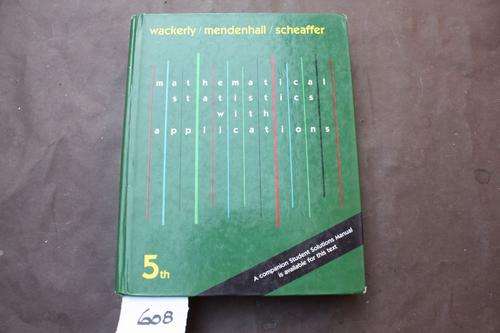 wackerly / mendenhall / scheaffer
mathematical
statistics
with
applications
5th
A companion Student Solutions Manual
is available for this text
608